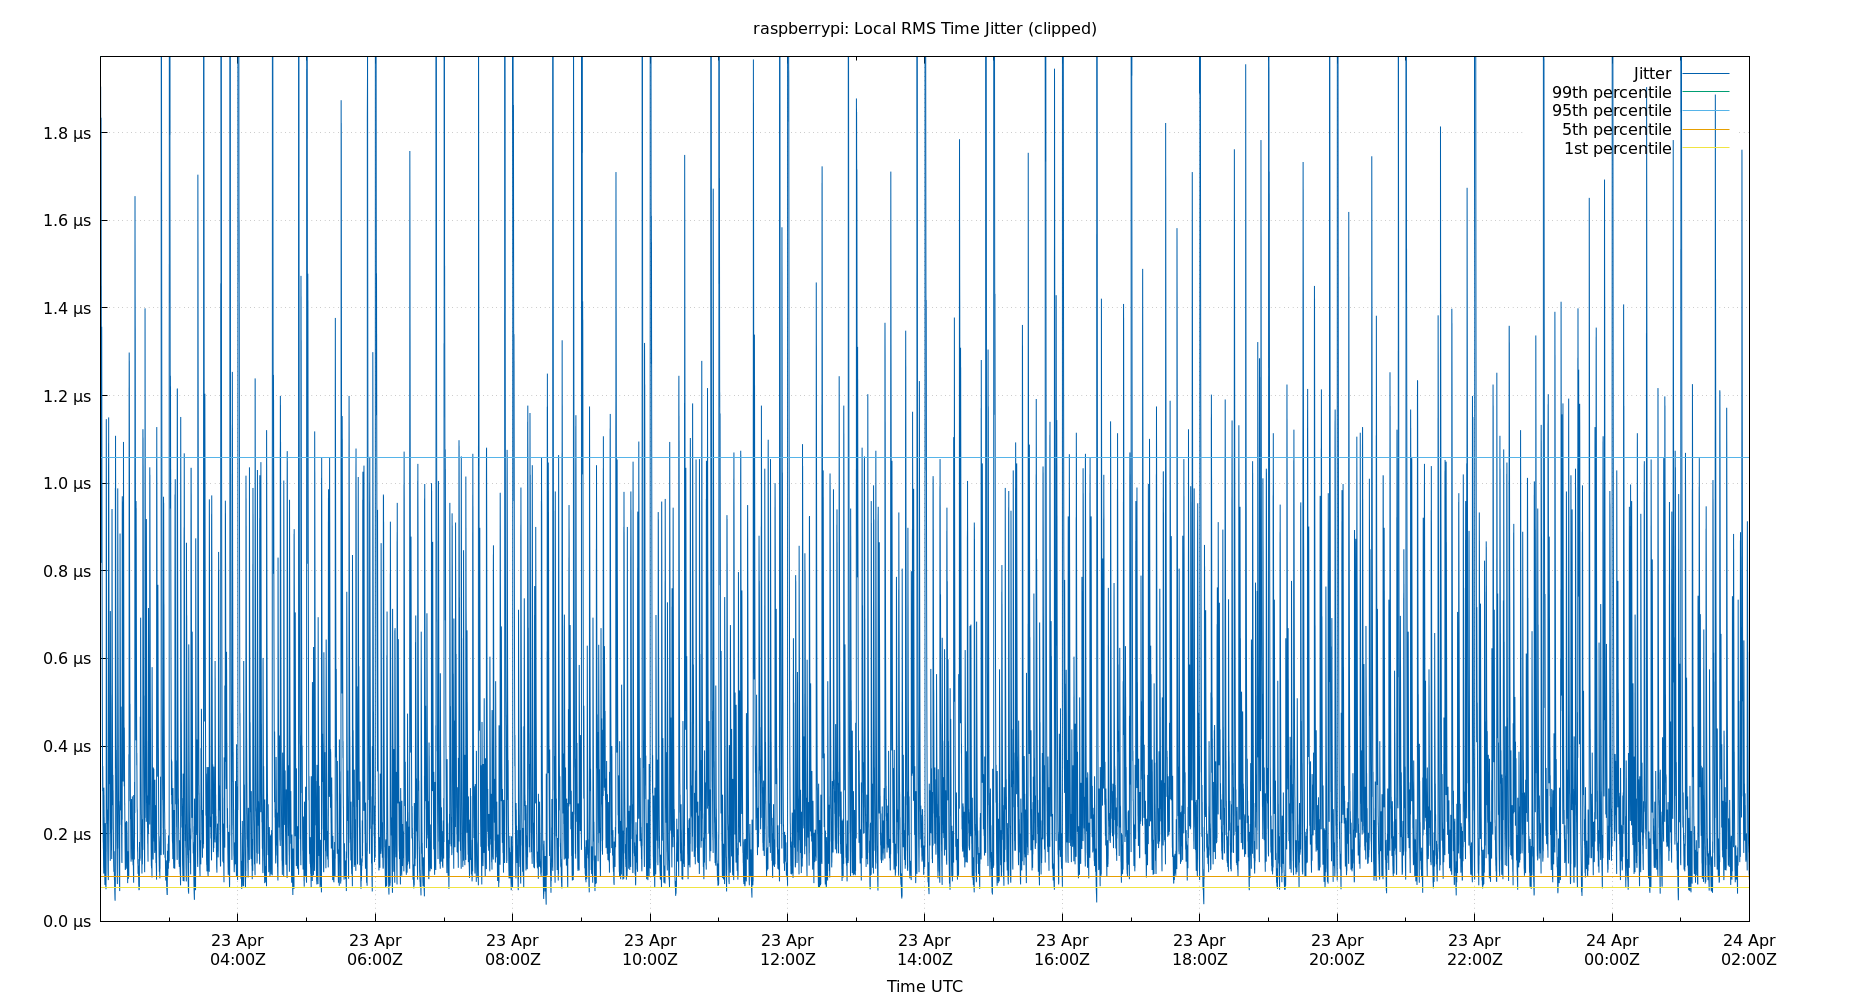 raspberrypi: Local RMS Time Jitter (clipped)
Jitter
99th percentile
95th percentile
5th percentile
1st percentile
1.8 µs
1.6 µs
1.4 µs
1.2 µs
1.0 µs
0.8 µs
0.6 µs
0.4 µs
0.2 µs
0.0 µs
23 Apr 23 Apr 23 Apr 23 Apr 23 Apr 23 Apr 23 Apr 23 Apr 23 Apr 23 Apr 24 Apr 24 Apr
04:00Z 06:00Z 08:00Z 10:00Z 12:00Z 14:00Z 16:00Z 18:00Z 20:00Z 22:00Z 00:00Z 02:00Z
Time UTC